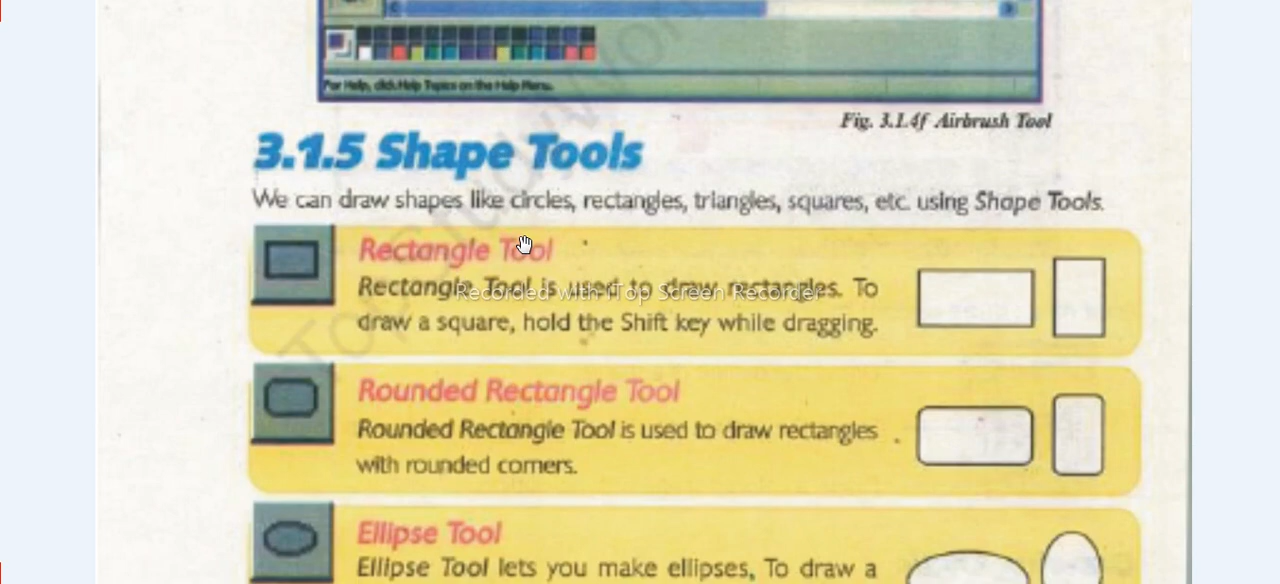 For Help, click Help Topics on the Help Menu.
Fig. 3.1.4f Airbrush Tool
3.1.5 Shape Tools
We can draw shapes like circles, rectangles, triangles, squares, etc. using Shape Tools.
Rectangle Tool
Rectangle Tool is used to draw rectangles. To
Recorded with iTop Screen Recorder
draw a square, hold the Shift key while dragging.
Rounded Rectangle Tool
Rounded Rectangle Tool is used to draw rectangles
with rounded corners.
Ellipse Tool
Ellipse Tool lets you make ellipses, To draw a